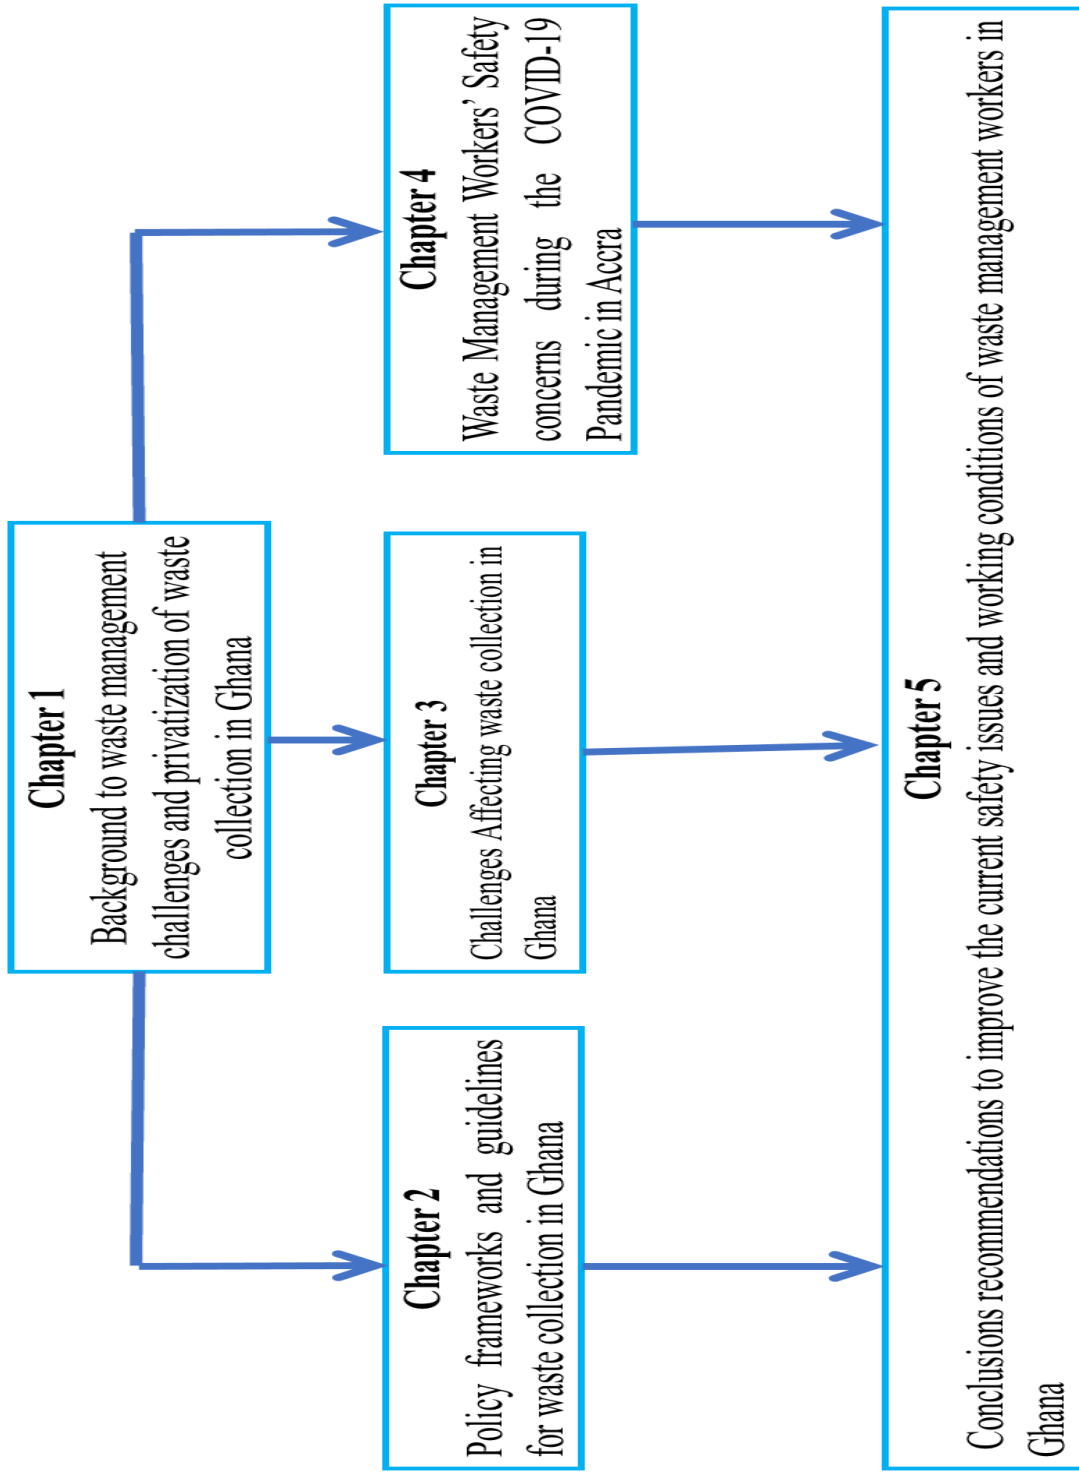 Chapter 1
Background to waste management
challenges and privatization of waste
collection in Ghana
Chapter 2
Policy frameworks and guidelines
for waste collection in Ghana
Chapter 3
Challenges Affecting waste collection in
Ghana
Chapter 4
Waste Management Workers’ Safety
concerns during the COVID-19
Pandemic in Accra
Chapter 5
Conclusions recommendations to improve the current safety issues and working conditions of waste management workers in
Ghana